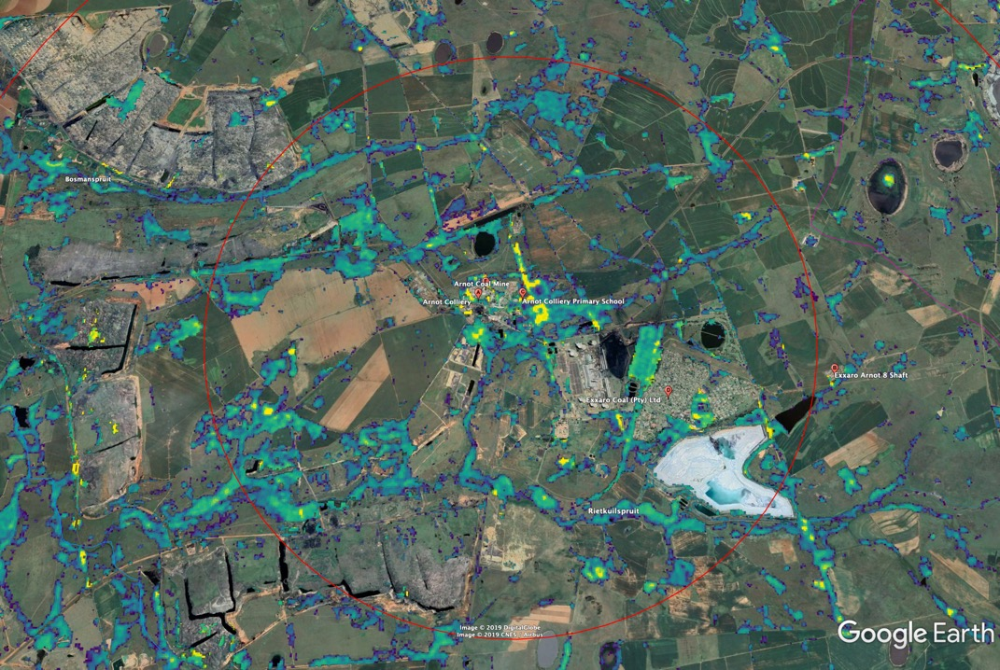 Bosmanspruit
Arnot Coal Mine
Arnot Colliery
Arnot Colliery Primary School
Exxaro Arnot 8 Shaft
Exxaro Coal (Pty) Ltd
Rietkuilspruit
Image © 2019 DigitalGlobe
Image © 2019 CNES / Airbus
Google Earth